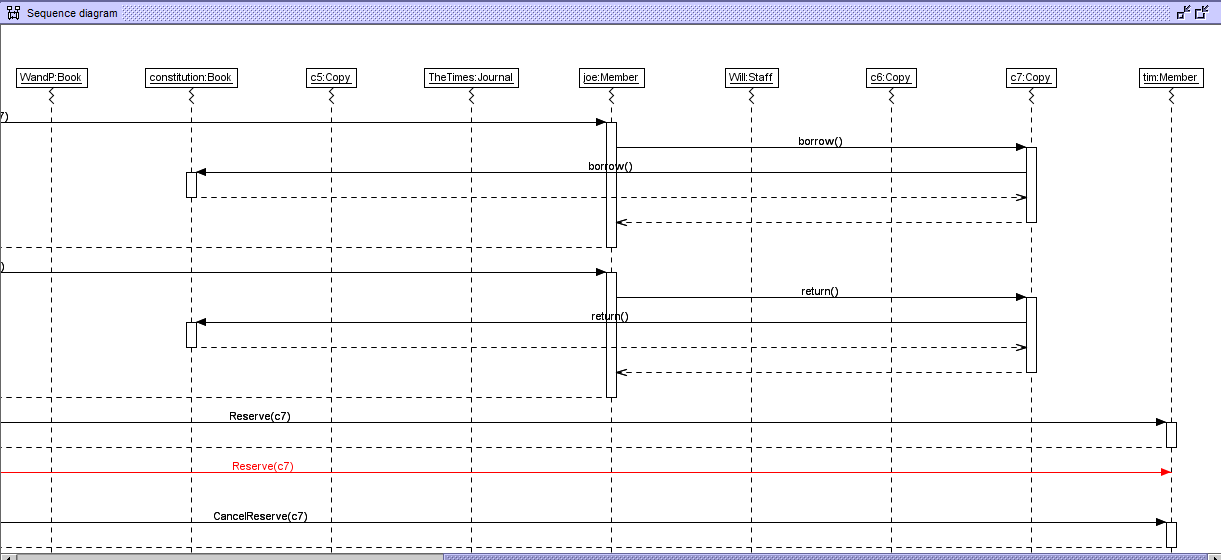 Sequence diagram
WandP:Book
constitution:Book
c5:Copy
TheTimes:Journal
joe:Member
Will:Staff
c6:Copy
c7:Copy
tim:Member
7)
borrow()
borrow()
)
return()
return()
Reserve(c7)
Reserve(c7)
CancelReserve(c7)